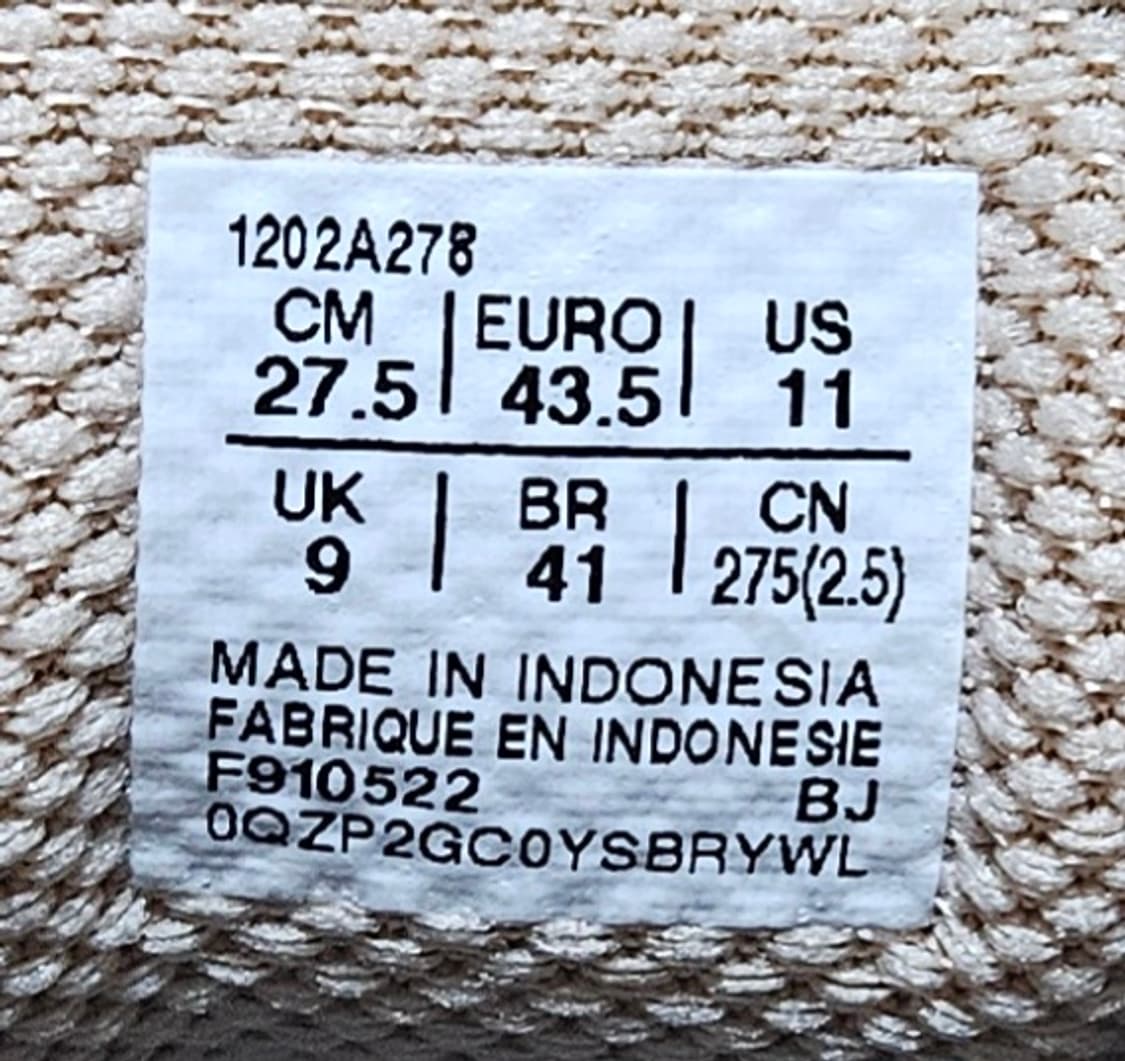 1202A278
CM | EURO | US
27.5 | 43.5 | 11
UK | BR | CN
9 | 41 | 275(2.5)
MADE IN INDONESIA
FABRIQUE EN INDONESIE
F910522 BJ
0QZP2GC0YSBRYWL